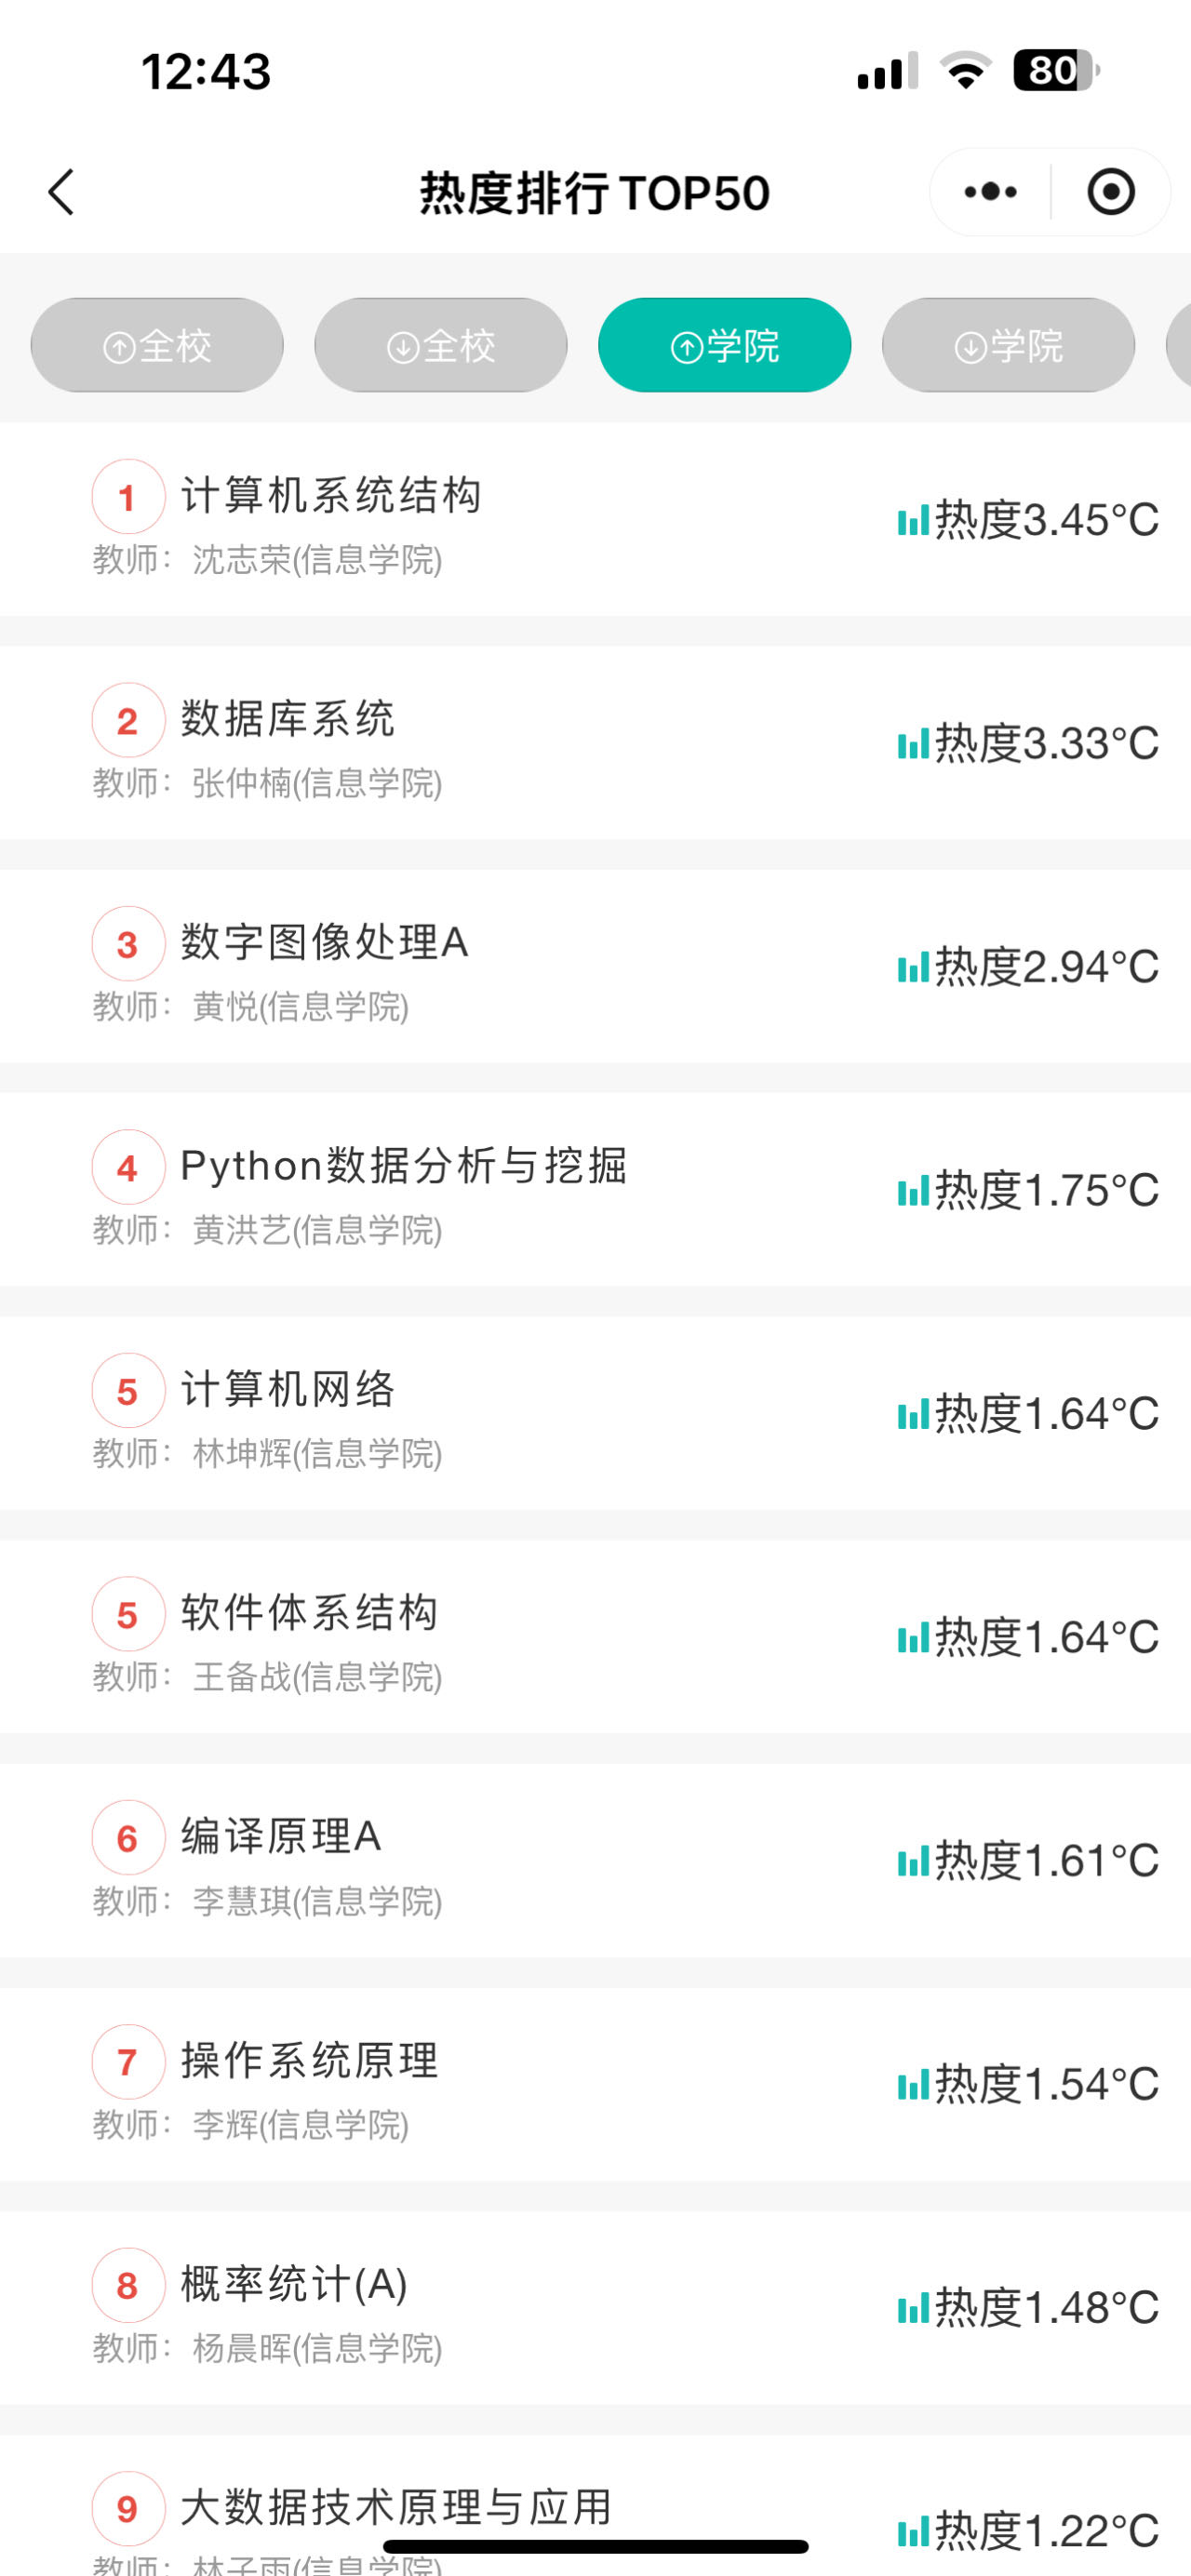 12:43
80
热度排行TOP50
全校
全校
学院
学院
1 计算机系统结构
教师：沈志荣(信息学院)
热度3.45°C
2 数据库系统
教师：张仲楠(信息学院)
热度3.33°C
3 数字图像处理A
教师：黄悦(信息学院)
热度2.94°C
4 Python数据分析与挖掘
教师：黄洪艺(信息学院)
热度1.75°C
5 计算机网络
教师：林坤辉(信息学院)
热度1.64°C
5 软件体系结构
教师：王备战(信息学院)
热度1.64°C
6 编译原理A
教师：李慧琪(信息学院)
热度1.61°C
7 操作系统原理
教师：李辉(信息学院)
热度1.54°C
8 概率统计(A)
教师：杨晨晖(信息学院)
热度1.48°C
9 大数据技术原理与应用
教师：林子雨(信息学院)
热度1.22°C